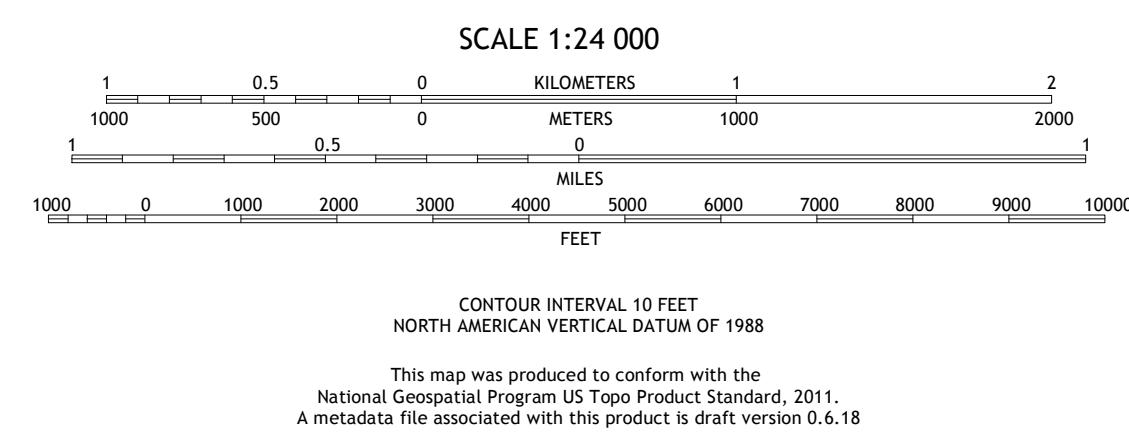 SCALE 1:24 000
1 0.5 0 KILOMETERS 1 2
1000 500 0 METERS 1000 2000
1 0.5 0 1
MILES
1000 0 1000 2000 3000 4000 5000 6000 7000 8000 9000 10000
FEET
CONTOUR INTERVAL 10 FEET
NORTH AMERICAN VERTICAL DATUM OF 1988
This map was produced to conform with the
National Geospatial Program US Topo Product Standard, 2011.
A metadata file associated with this product is draft version 0.6.18